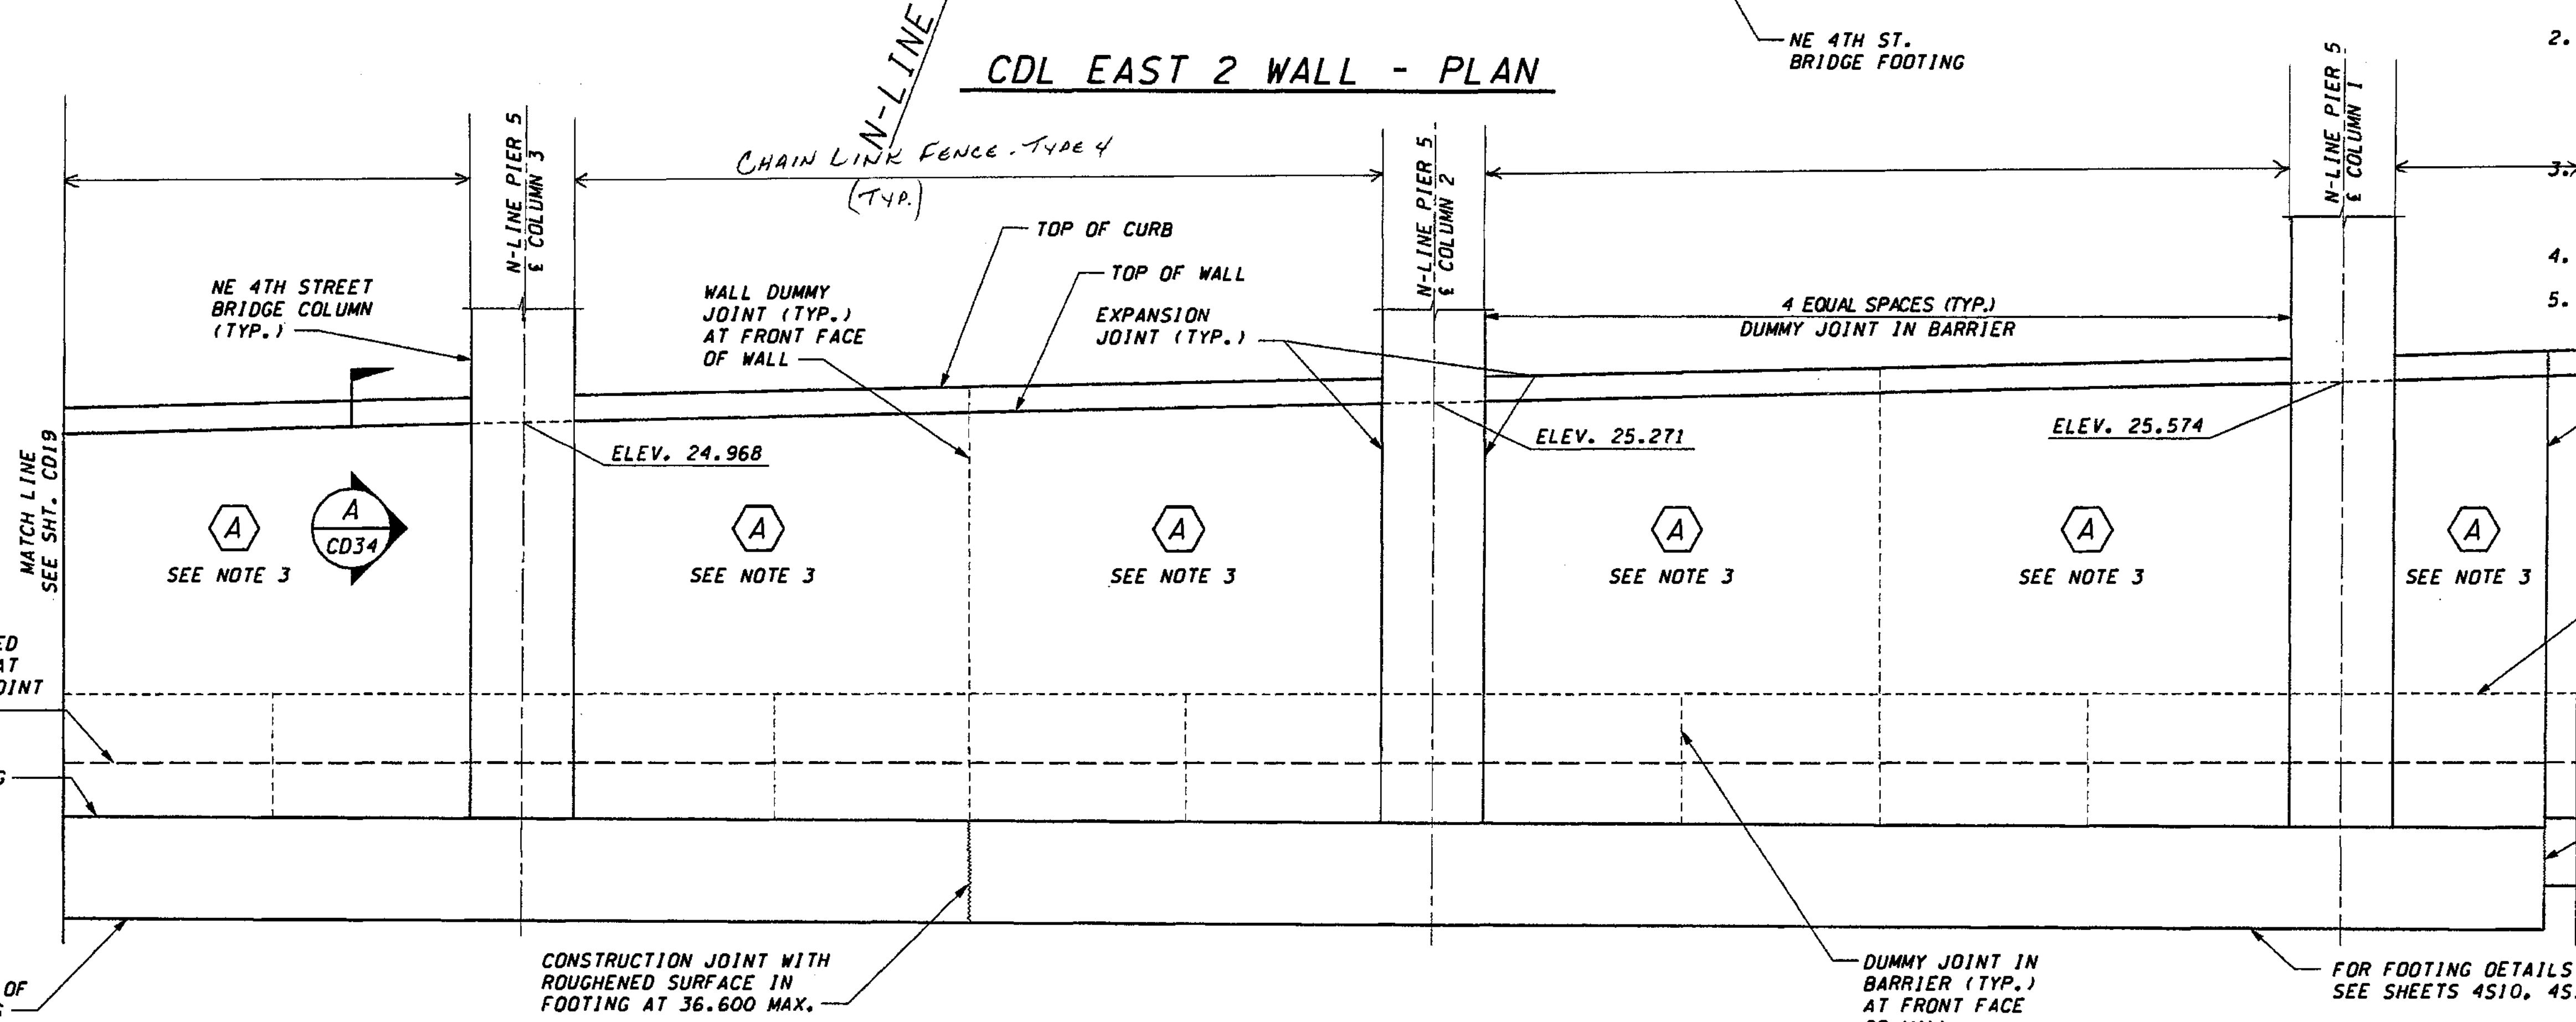 N-LINE
CDL EAST 2 WALL - PLAN
NE 4TH ST.
BRIDGE FOOTING
2.
3.
4.
5.
N-LINE PIER 5
℄ COLUMN 3
CHAIN LINK FENCE - TYPE 4
(TYP.)
N-LINE PIER 5
℄ COLUMN 2
N-LINE PIER 5
℄ COLUMN 1
TOP OF CURB
TOP OF WALL
NE 4TH STREET
BRIDGE COLUMN
(TYP.)
WALL DUMMY
JOINT (TYP.)
AT FRONT FACE
OF WALL
EXPANSION
JOINT (TYP.)
4 EQUAL SPACES (TYP.)
DUMMY JOINT IN BARRIER
ELEV. 24.968
ELEV. 25.271
ELEV. 25.574
MATCH LINE
SEE SHT. CD19
A
SEE NOTE 3
A
CD34
A
SEE NOTE 3
A
SEE NOTE 3
A
SEE NOTE 3
A
SEE NOTE 3
A
SEE NOTE 3
ED
AT
OINT
G
OF
CONSTRUCTION JOINT WITH
ROUGHENED SURFACE IN
FOOTING AT 36.600 MAX.
DUMMY JOINT IN
BARRIER (TYP.)
AT FRONT FACE
FOR FOOTING DETAILS
SEE SHEETS 4S10, 4S